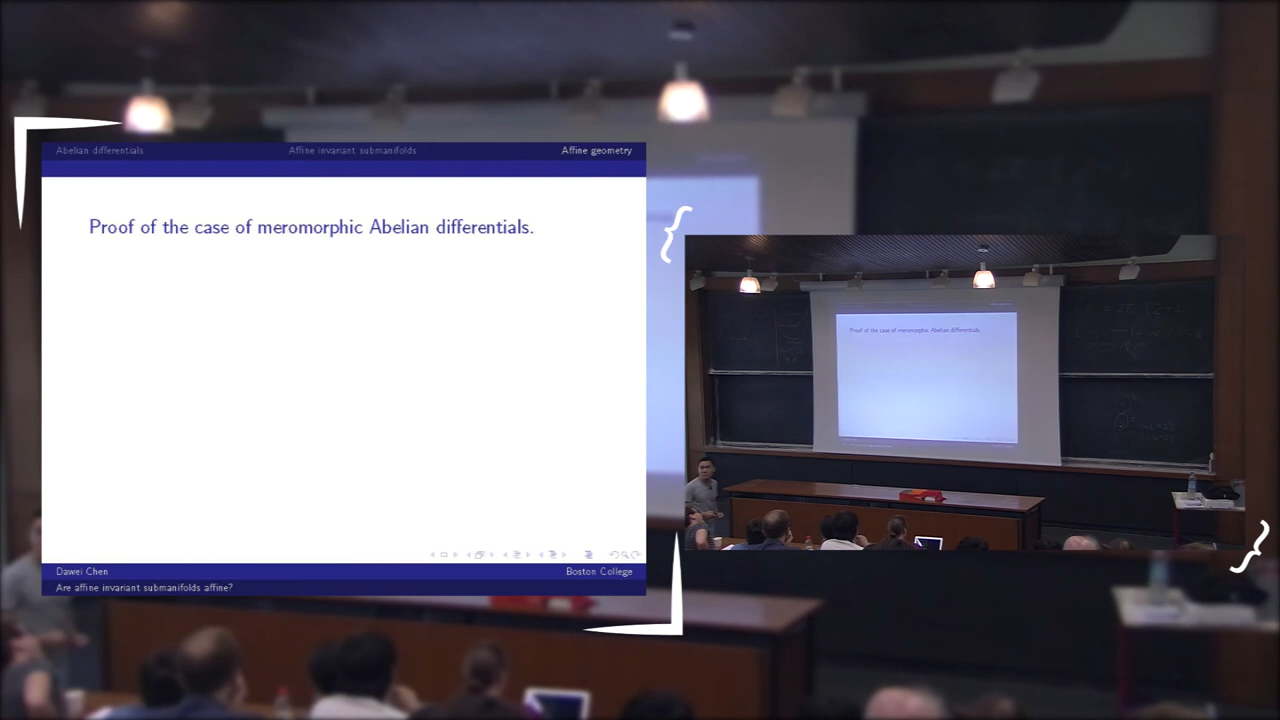 Abelian differentials
Affine invariant submanifolds
Affine geometry
Proof of the case of meromorphic Abelian differentials.
Dawei Chen
Boston College
Are affine invariant submanifolds affine?
Proof of the case of meromorphic Abelian differentials.